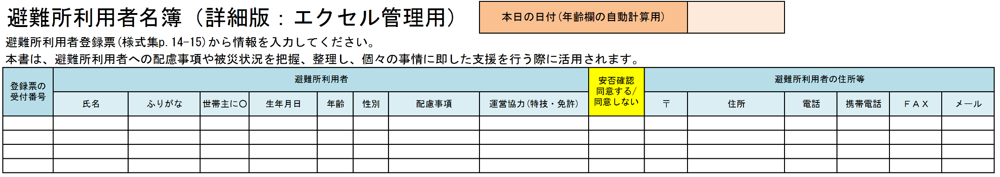 避難所利用者名簿（詳細版：エクセル管理用）
本日の日付(年齢欄の自動計算用)
避難所利用者登録票(様式集p.14-15)から情報を入力してください。
本書は、避難所利用者への配慮事項や被災状況を把握、整理し、個々の事情に即した支援を行う際に活用されます。
登録票の
受付番号
避難所利用者
氏名
ふりがな
世帯主に〇
生年月日
年齢
性別
配慮事項
運営協力(特技・免許)
安否確認
同意する/
同意しない
避難所利用者の住所等
〒
住所
電話
携帯電話
ＦＡＸ
メール